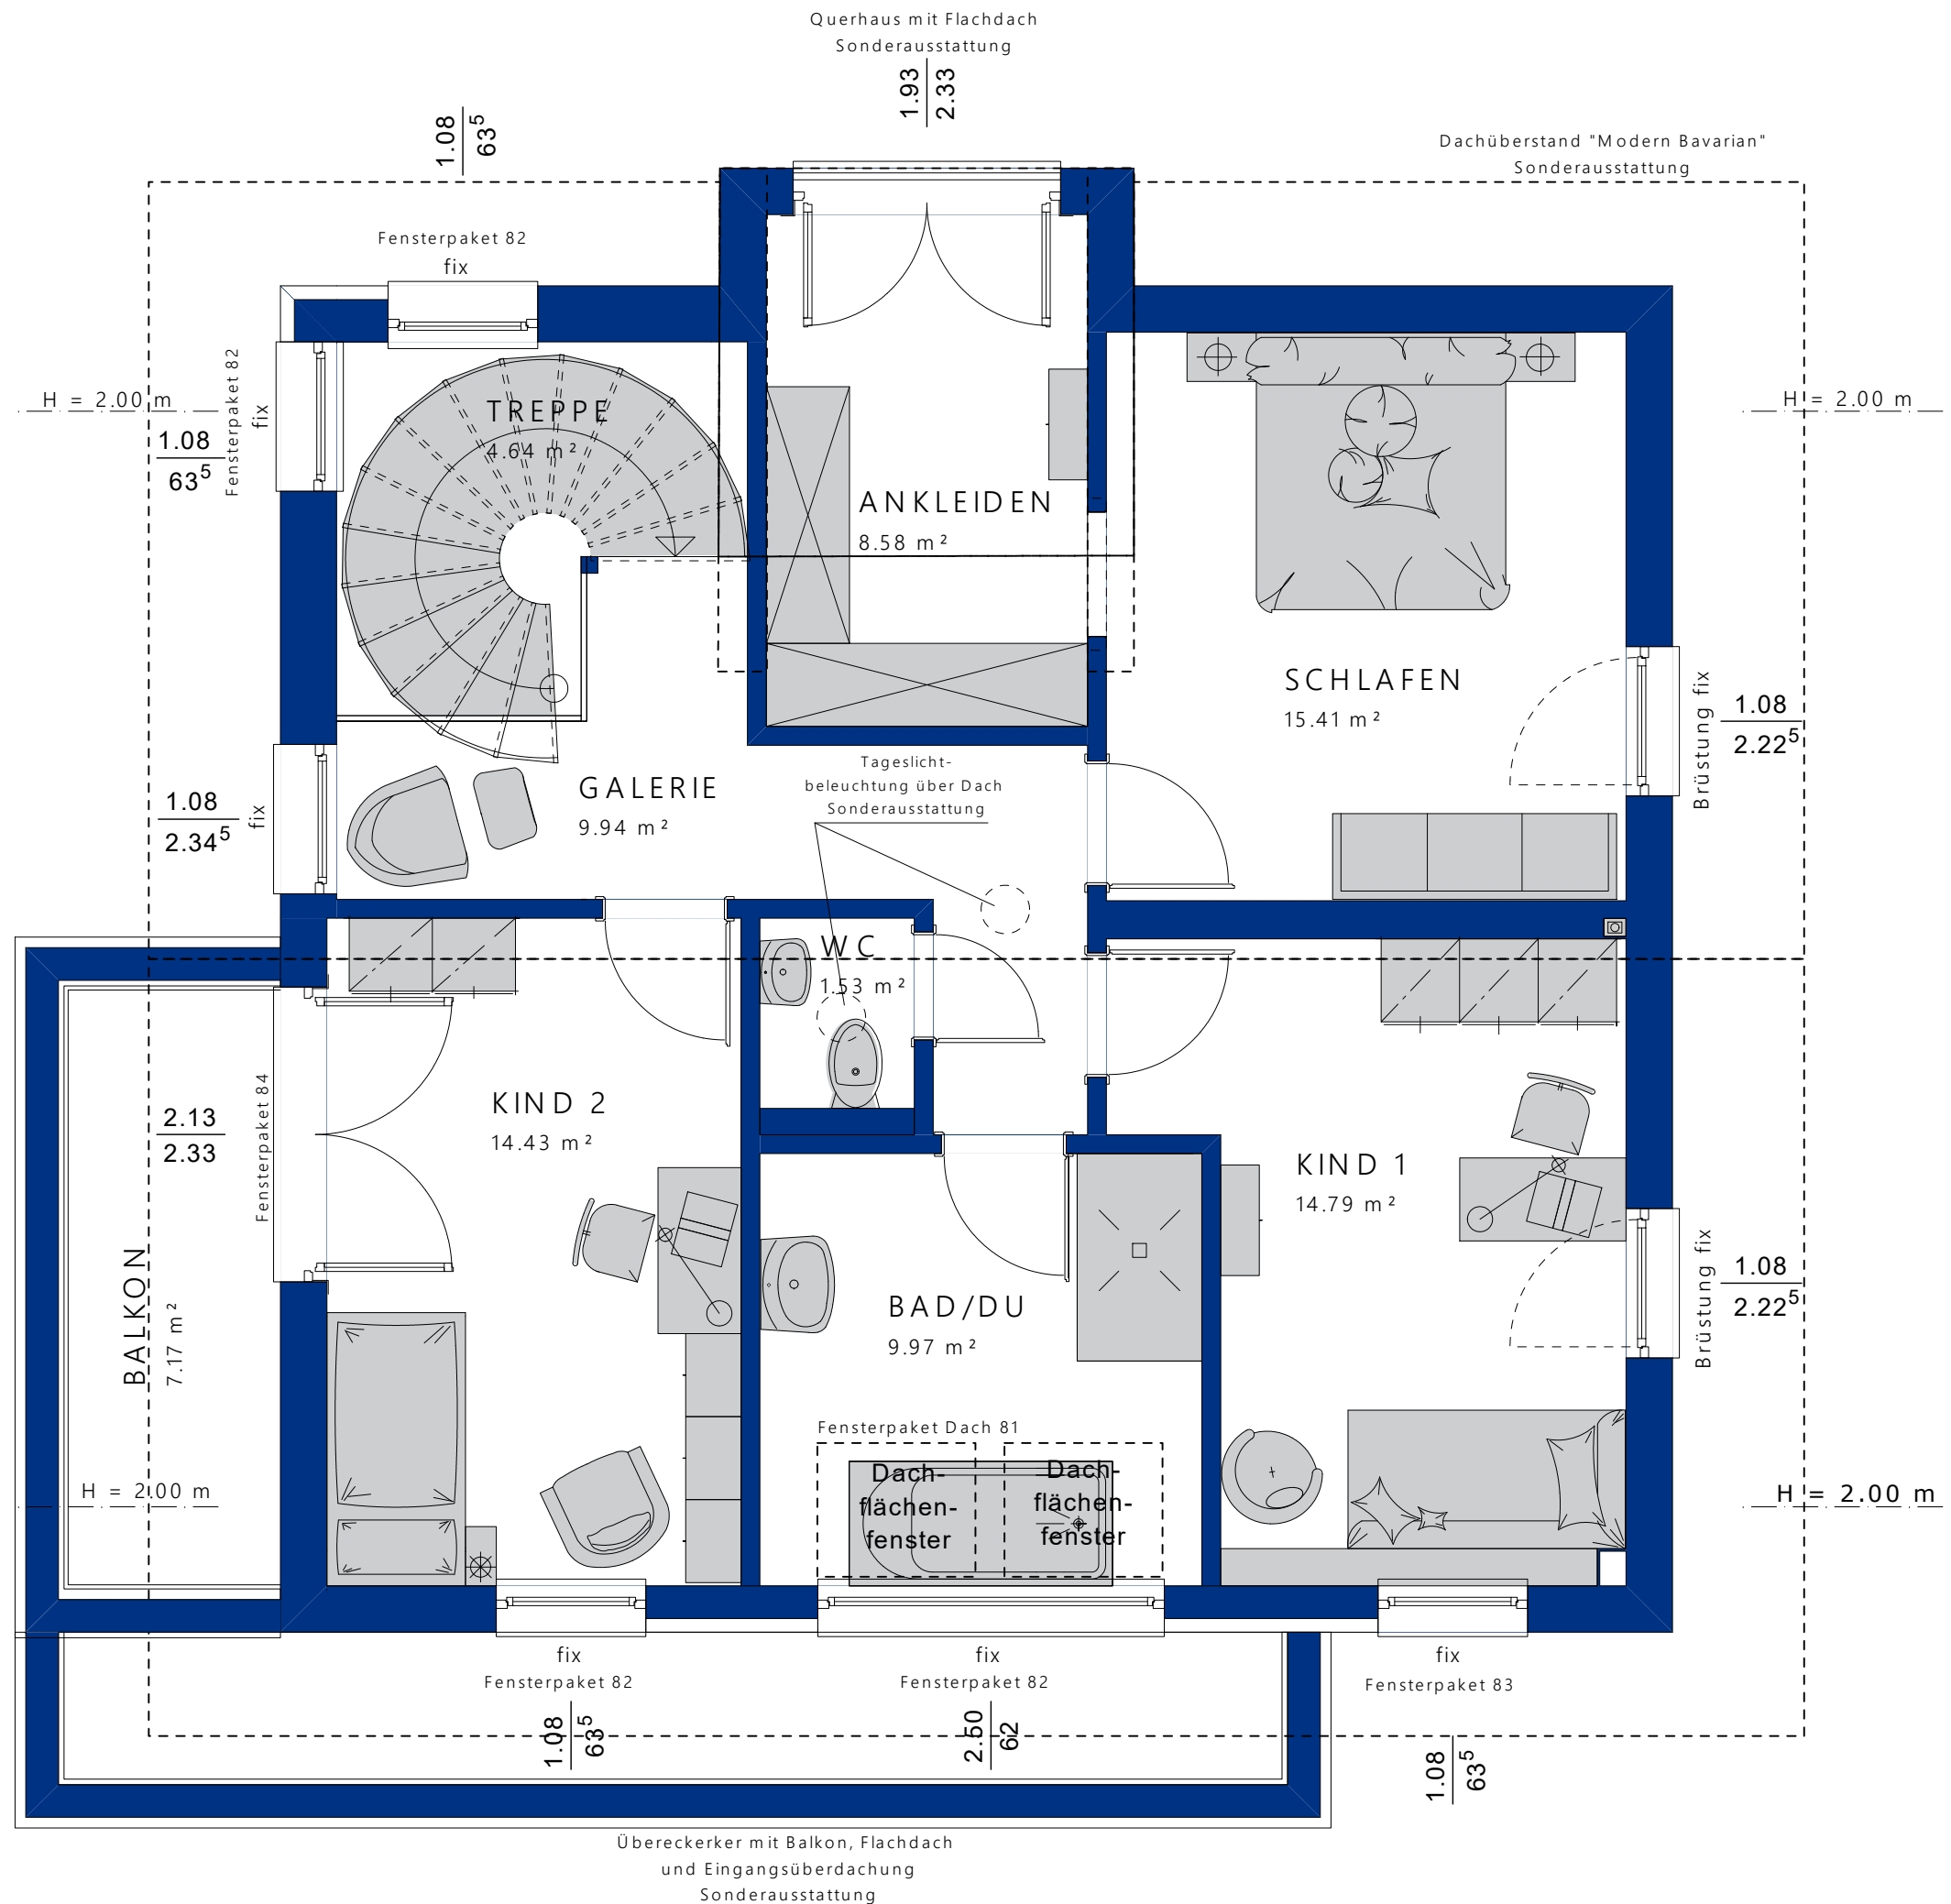 Querhaus mit Flachdach
Sonderausstattung
1.93
2.33
1.08
63⁵
Dachüberstand "Modern Bavarian"
Sonderausstattung
Fensterpaket 82
fix
Fensterpaket 82
fix
H = 2.00 m
1.08
63⁵
H = 2.00 m
TREPPE
4.64 m²
ANKLEIDEN
8.58 m²
SCHLAFEN
15.41 m²
Brüstung fix
1.08
2.22⁵
GALERIE
9.94 m²
Tageslicht-
beleuchtung über Dach
Sonderausstattung
1.08
2.34⁵
fix
WC
1.53 m²
KIND 2
14.43 m²
2.13
2.33
Fensterpaket 84
KIND 1
14.79 m²
Brüstung fix
1.08
2.22⁵
BALKON
7.17 m²
BAD/DU
9.97 m²
Fensterpaket Dach 81
Dach-
flächen-
fenster
Dach-
flächen-
fenster
H = 2.00 m
H = 2.00 m
fix
Fensterpaket 82
1.08
63⁵
fix
Fensterpaket 82
2.50
62
fix
Fensterpaket 83
1.08
63⁵
Übereckerker mit Balkon, Flachdach
und Eingangsüberdachung
Sonderausstattung